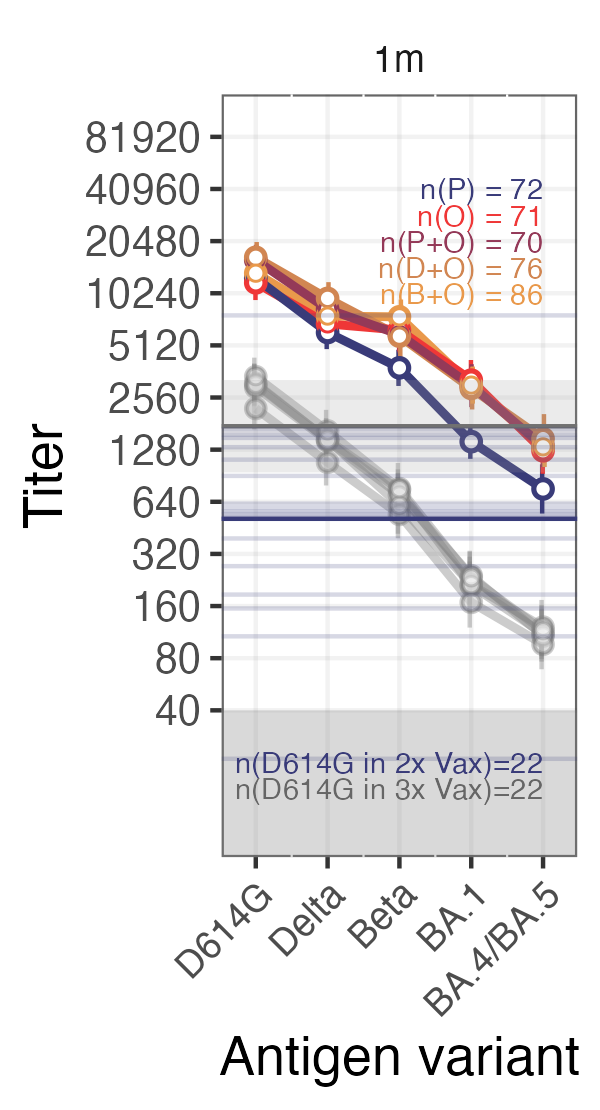 1m
81920
40960
20480
10240
5120
2560
1280
640
320
160
80
40
Titer
n(P) = 72
n(O) = 71
n(P+O) = 70
n(D+O) = 76
n(B+O) = 86
n(D614G in 2x Vax)=22
n(D614G in 3x Vax)=22
D614G
Delta
Beta
BA.1
BA.4/BA.5
Antigen variant